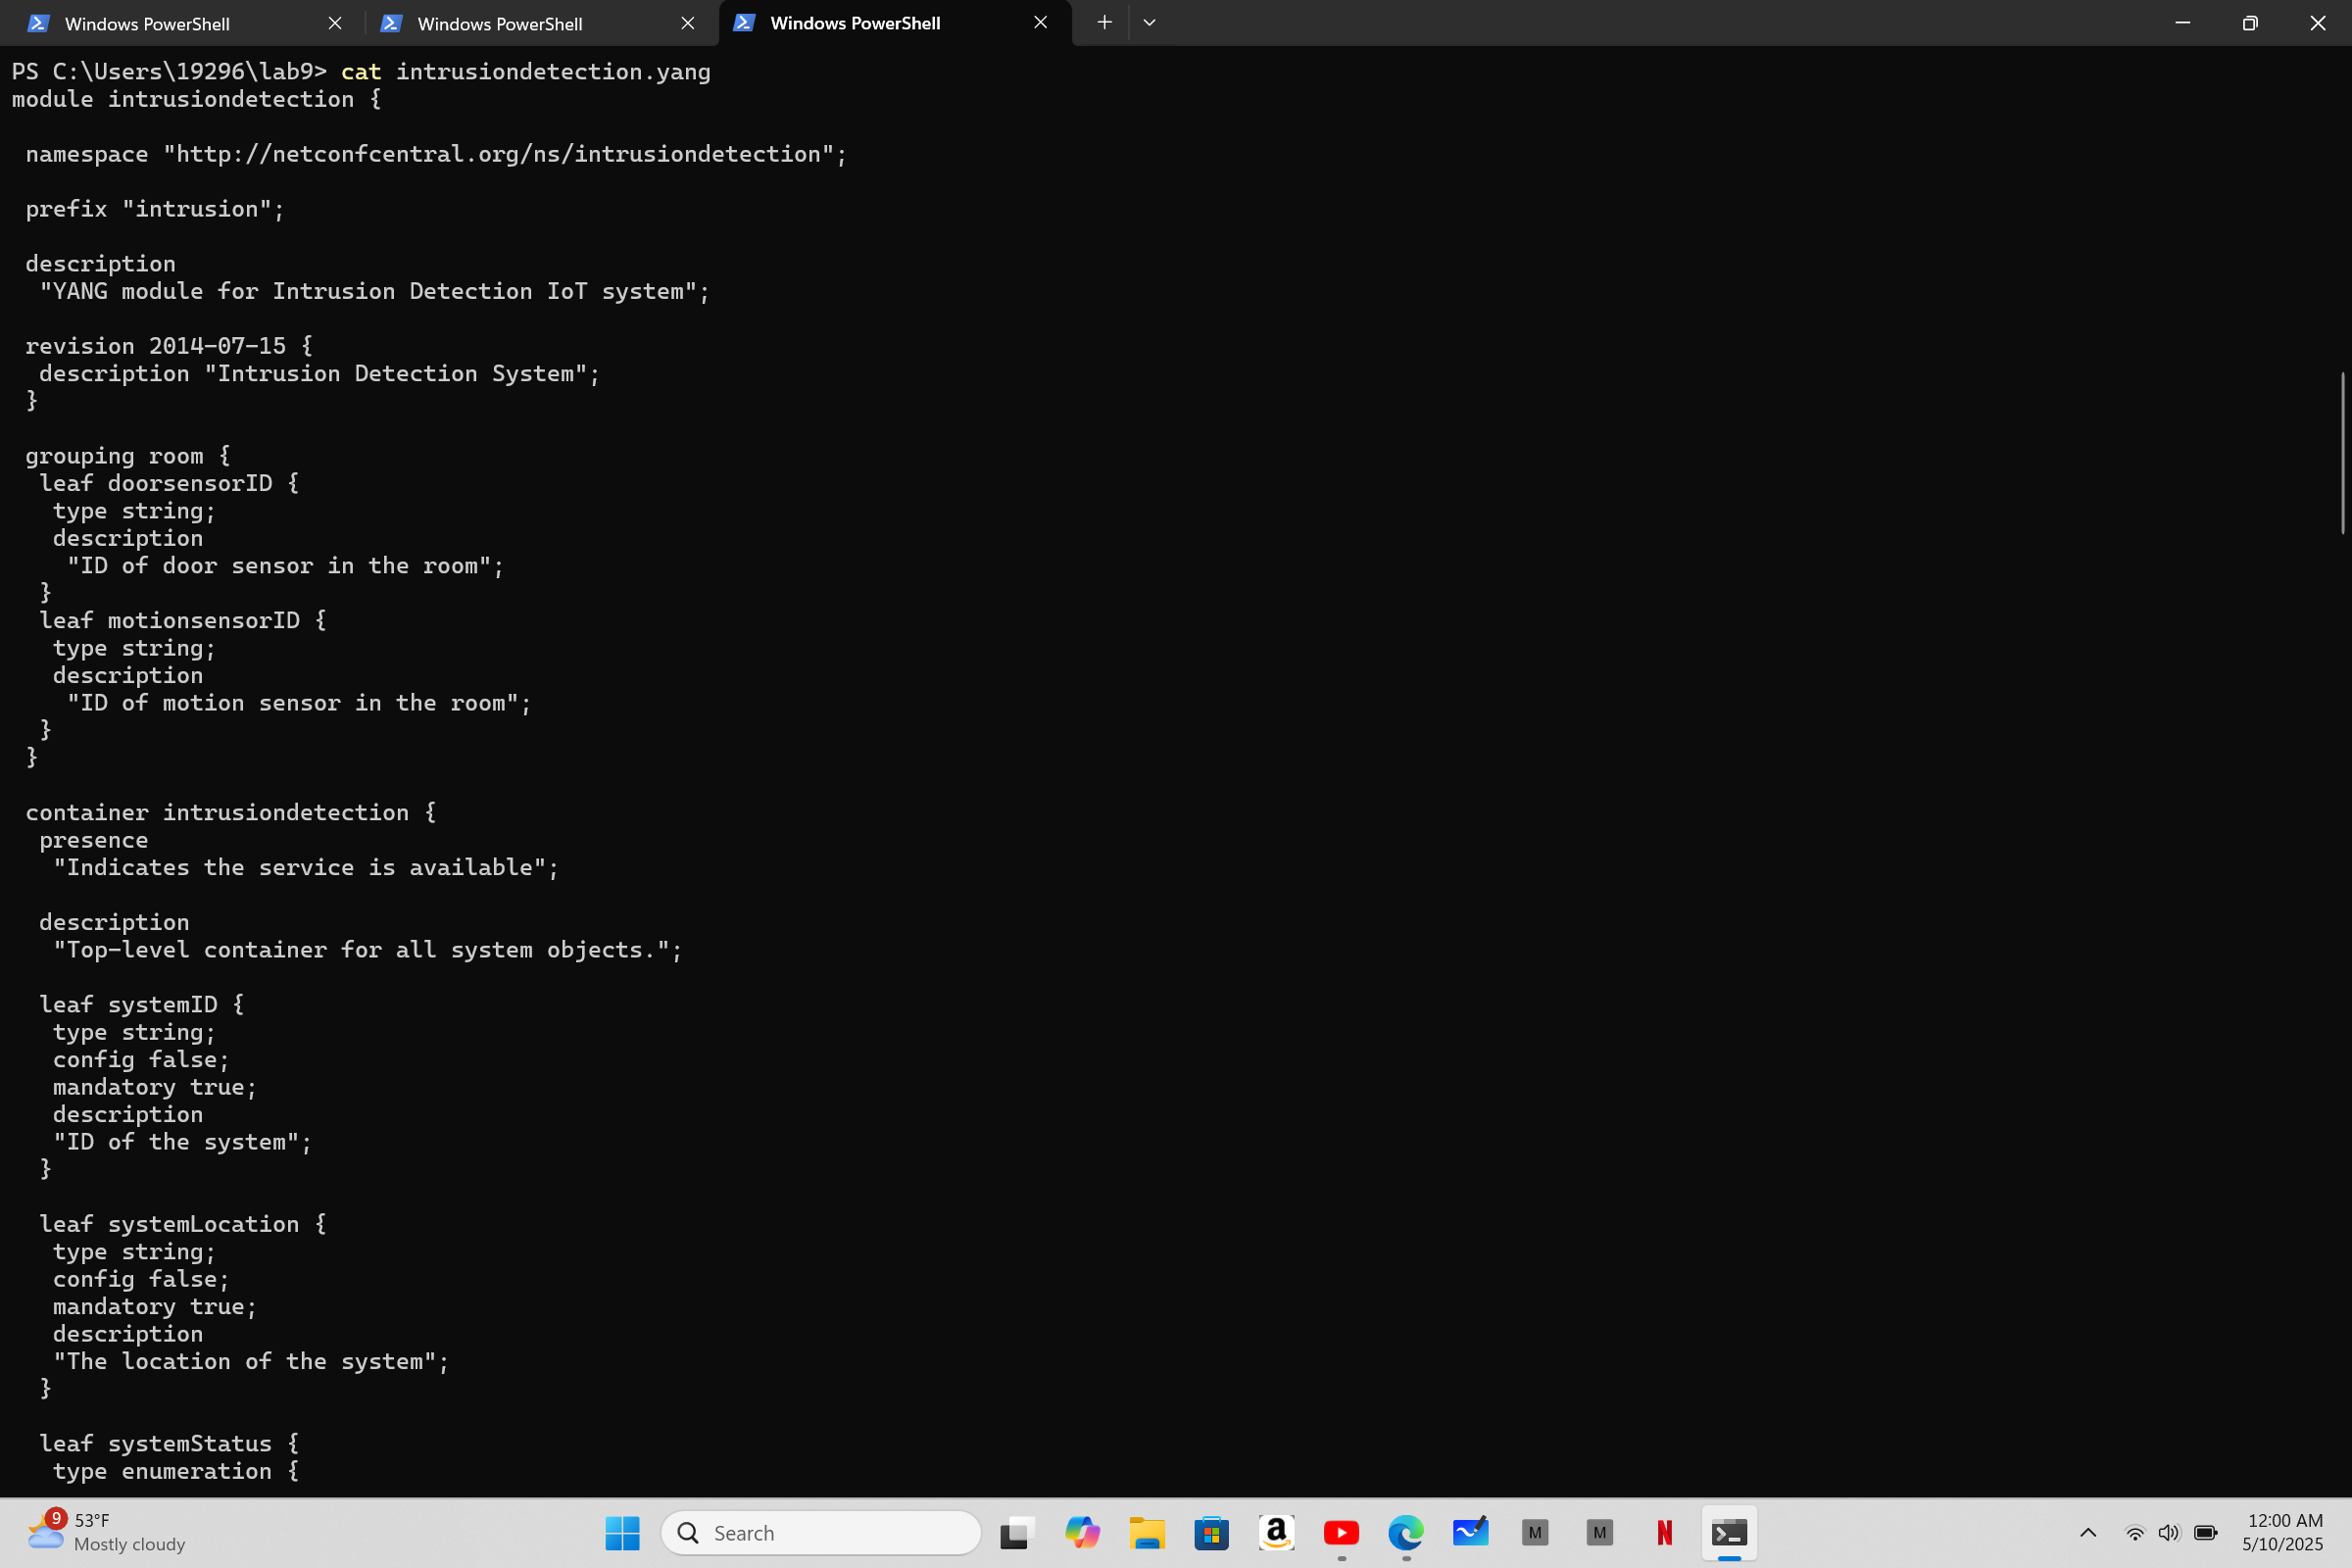 Windows PowerShell
Windows PowerShell
Windows PowerShell
PS C:\Users\19296\lab9> cat intrusiondetection.yang
module intrusiondetection {
namespace "http://netconfcentral.org/ns/intrusiondetection";
prefix "intrusion";
description
"YANG module for Intrusion Detection IoT system";
revision 2014-07-15 {
description "Intrusion Detection System";
}
grouping room {
leaf doorsensorID {
type string;
description
"ID of door sensor in the room";
}
leaf motionsensorID {
type string;
description
"ID of motion sensor in the room";
}
}
container intrusiondetection {
presence
"Indicates the service is available";
description
"Top-level container for all system objects.";
leaf systemID {
type string;
config false;
mandatory true;
description
"ID of the system";
}
leaf systemLocation {
type string;
config false;
mandatory true;
description
"The location of the system";
}
leaf systemStatus {
type enumeration {
9
53°F
Mostly cloudy
Search
a
M
M
N
12:00 AM
5/10/2025